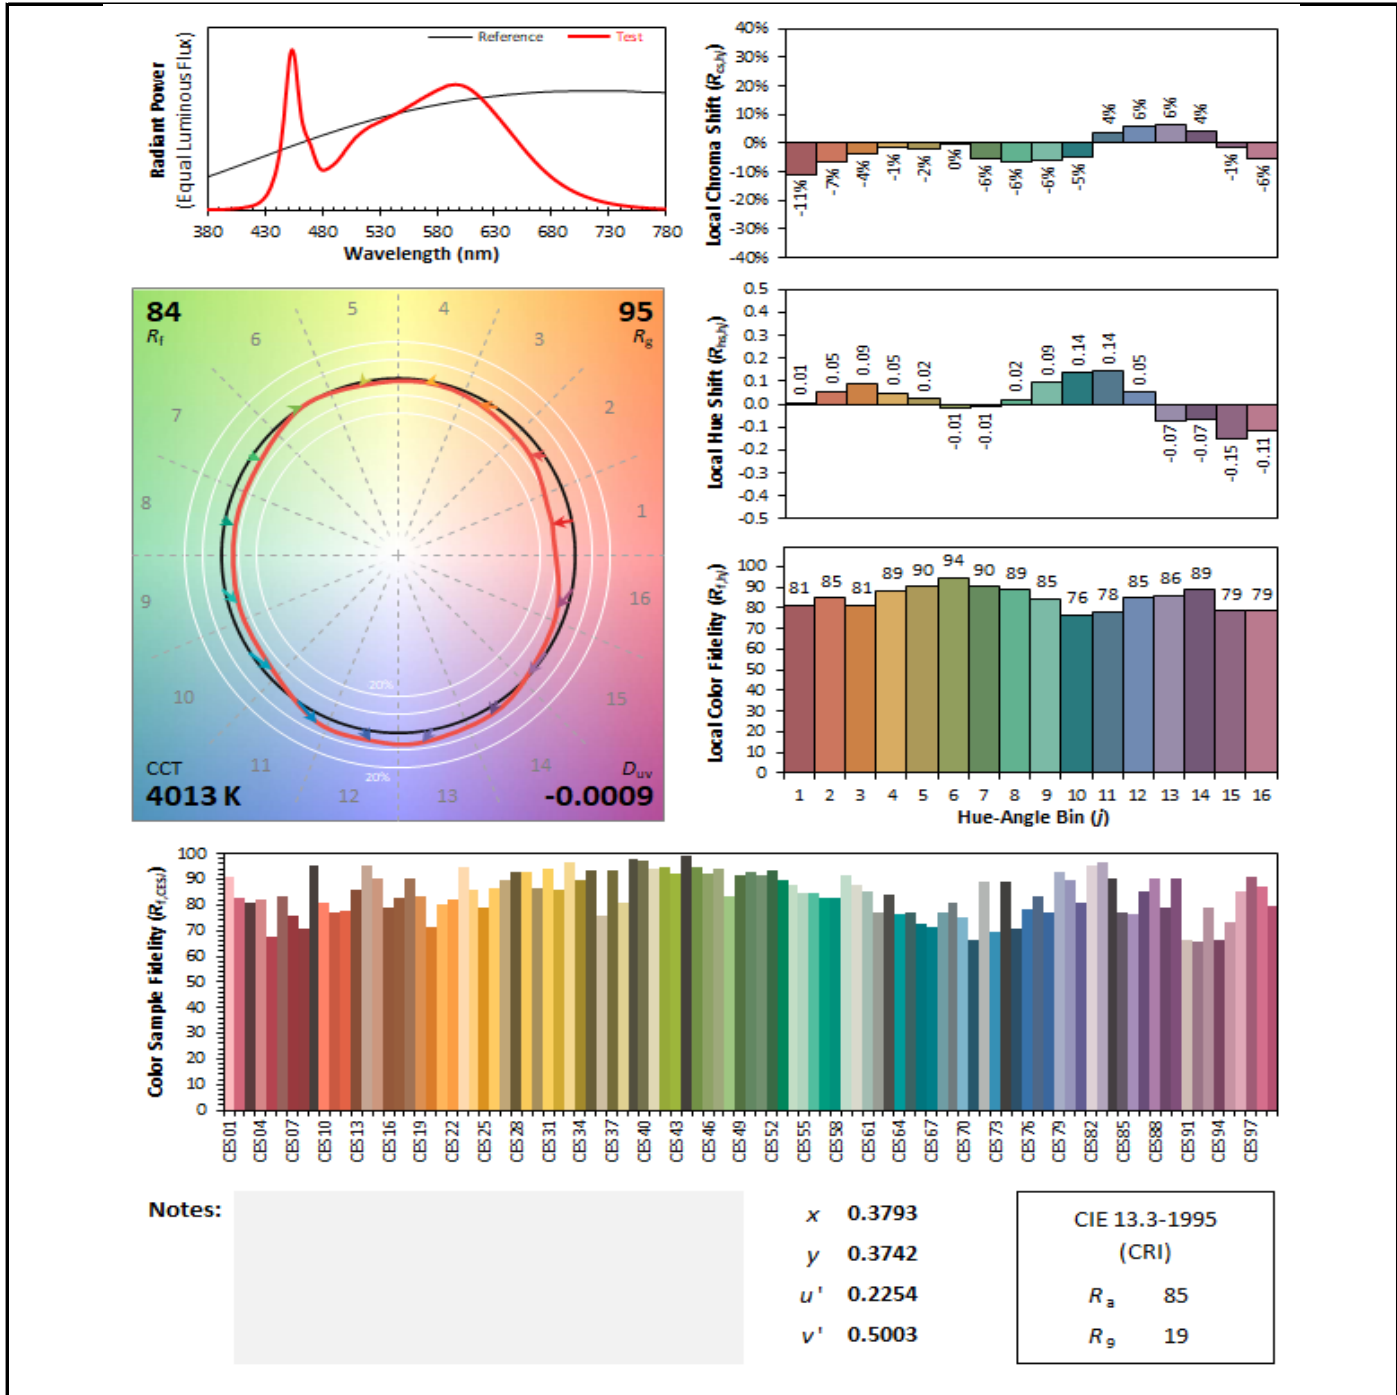 Radiant Power
(Equal Luminous Flux)
Reference
Test
380 430 480 530 580 630 680 730 780
Wavelength (nm)
Local Chroma Shift (Rcs,hj)
40%
30%
20%
10%
0%
-10%
-20%
-30%
-40%
-11% -7% -4% -1% -2% 0% -6% -6% -6% -5% 4% 6% 6% 4% -1% -6%
84
Rf
95
Rg
5 4
6 3
7 2
8 1
9 16
10 15
11 14
12 13
20%
20%
CCT
4013 K
Duv
-0.0009
Local Hue Shift (Rhs,hj)
0.5
0.4
0.3
0.2
0.1
0.0
-0.1
-0.2
-0.3
-0.4
-0.5
0.01 0.05 0.09 0.05 0.02 -0.01 -0.01 0.02 0.09 0.14 0.14 0.05 -0.07 -0.07 -0.15 -0.11
Local Color Fidelity (Rf,hj)
100
90
80
70
60
50
40
30
20
10
0
81 85 81 89 90 94 90 89 85 76 78 85 86 89 79 79
1 2 3 4 5 6 7 8 9 10 11 12 13 14 15 16
Hue-Angle Bin (j)
Color Sample Fidelity (Rf,CESi)
100
90
80
70
60
50
40
30
20
10
0
CES01 CES04 CES07 CES10 CES13 CES16 CES19 CES22 CES25 CES28 CES31 CES34 CES37 CES40 CES43 CES46 CES49 CES52 CES55 CES58 CES61 CES64 CES67 CES70 CES73 CES76 CES79 CES82 CES85 CES88 CES91 CES94 CES97
Notes:
x 0.3793
y 0.3742
u' 0.2254
v' 0.5003
CIE 13.3-1995
(CRI)
Ra 85
R9 19